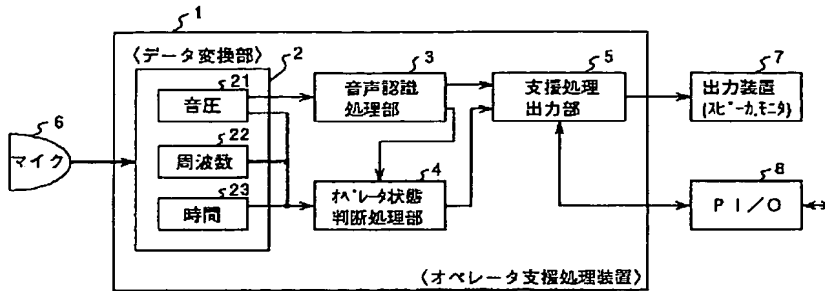 1
〈データ変換部〉
2
21
音圧
22
周波数
23
時間
6
マイク
3
音声認識
処理部
4
オペレータ状態
判断処理部
5
支援処理
出力部
7
出力装置
(スピーカ,モニタ)
8
PI/O
〈オペレータ支援処理装置〉